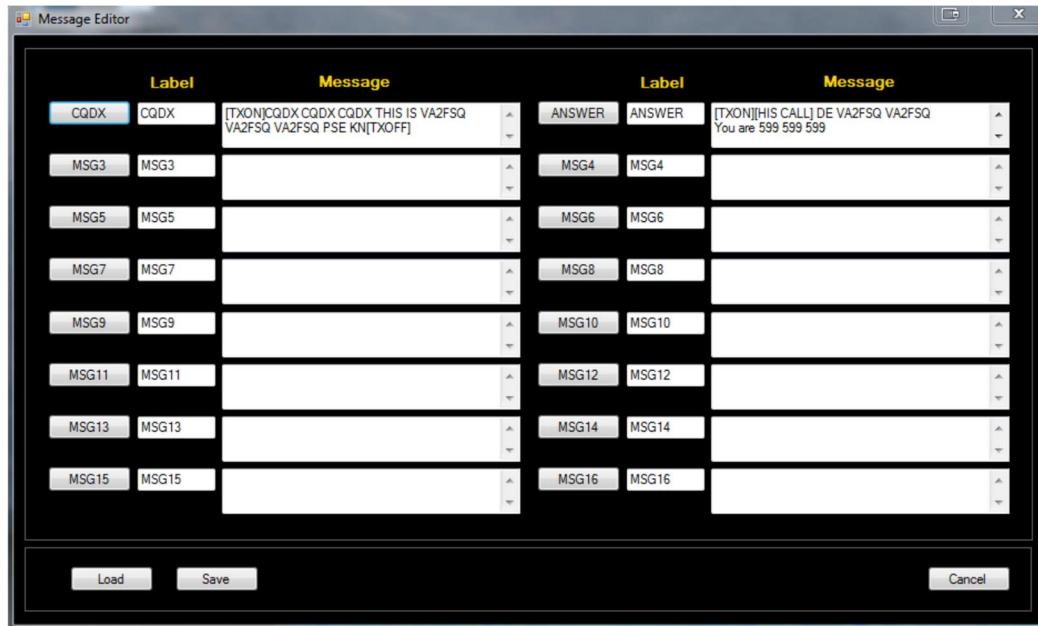 Message Editor
Label Message Label Message
CQDX CQDX [TXON]CQDX CQDX CQDX THIS IS VA2FSQ ANSWER ANSWER [TXON][HIS CALL] DE VA2FSQ VA2FSQ
VA2FSQ VA2FSQ PSE KN[TXOFF] You are 599 599 599
MSG3 MSG3 MSG4 MSG4
MSG5 MSG5 MSG6 MSG6
MSG7 MSG7 MSG8 MSG8
MSG9 MSG9 MSG10 MSG10
MSG11 MSG11 MSG12 MSG12
MSG13 MSG13 MSG14 MSG14
MSG15 MSG15 MSG16 MSG16
Load Save Cancel